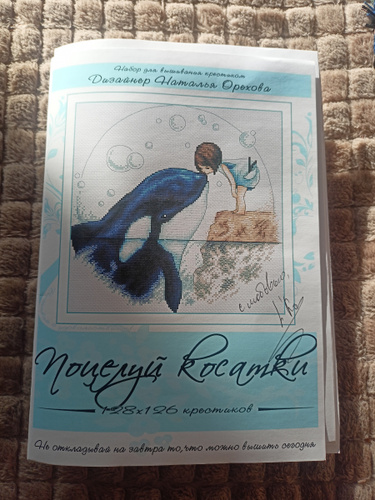 Набор для вышивания крестиком
Дизайнер Наталья Орехова
с любовью,
Поцелуй косатки
128х126 крестиков
Не откладывай на завтра то, что можно вышить сегодня